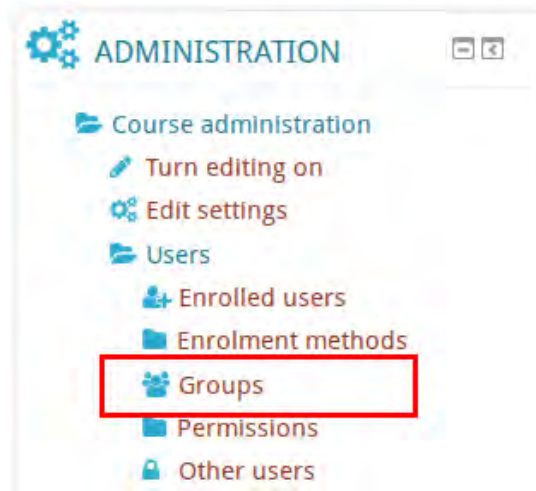 ADMINISTRATION
Course administration
Turn editing on
Edit settings
Users
Enrolled users
Enrolment methods
Groups
Permissions
Other users